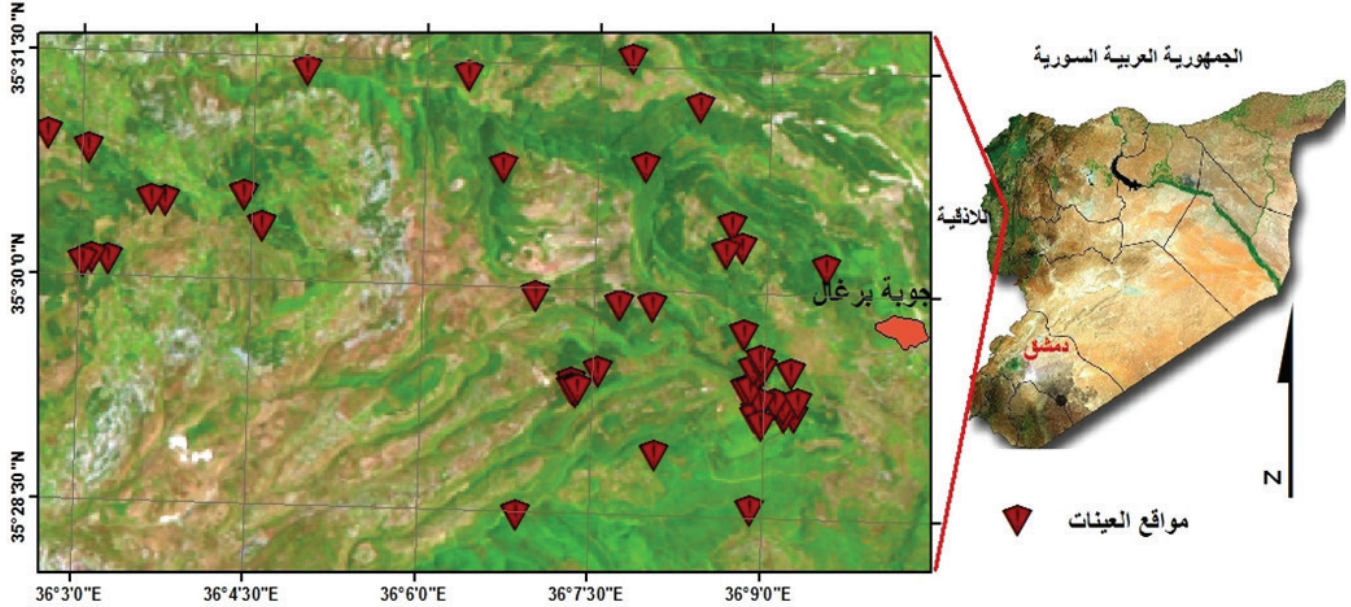 الجمهورية العربية السورية
35°31'30"N
35°30'0"N
35°28'30"N
اللاذقية
جوبة برغال
دمشق
N
مواقع العينات
36°3'0"E
36°4'30"E
36°6'0"E
36°7'30"E
36°9'0"E